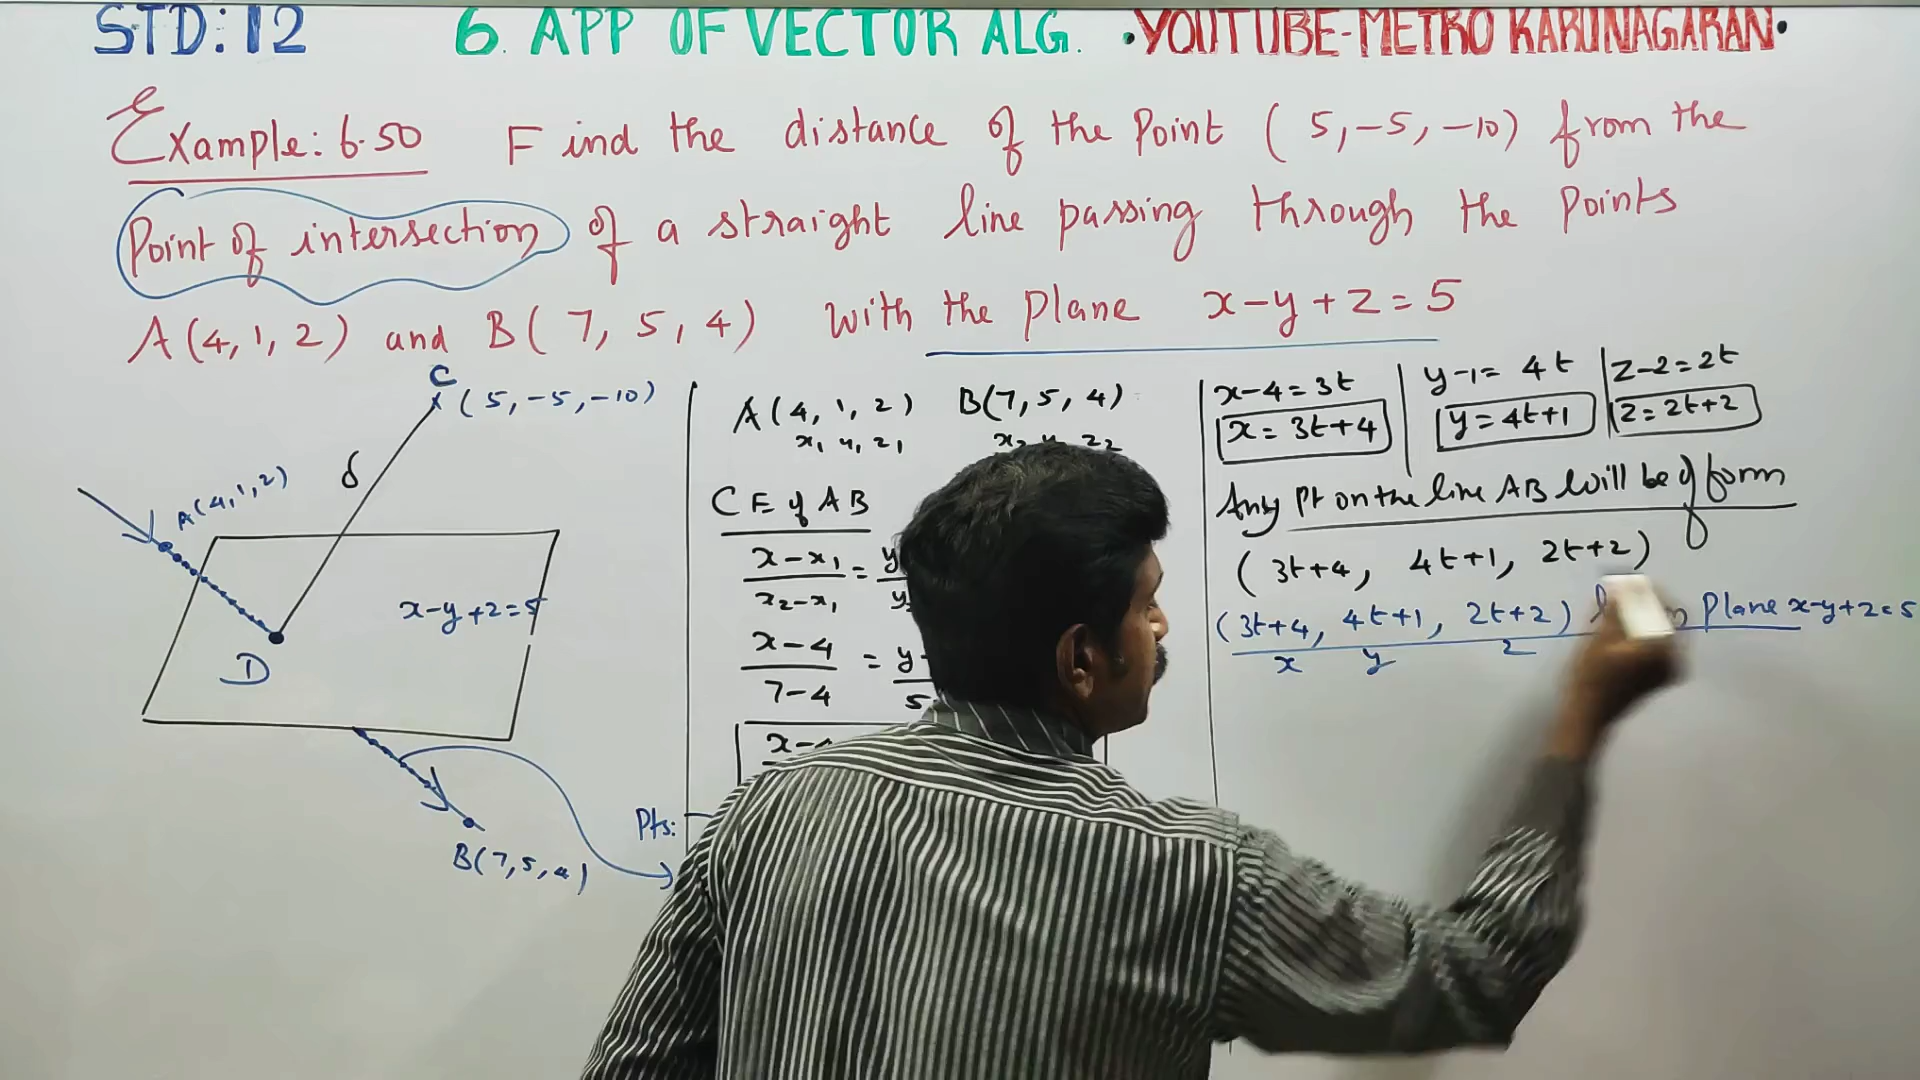 STD: 12 6. APP OF VECTOR ALG. •YOUTUBE-METRO KARUNAGARAN•
Example: 6.50 Find the distance of the Point (5, -5, -10) from the
Point of intersection of a straight line passing through the Points
A(4, 1, 2) and B(7, 5, 4) with the plane x-y+z=5
C
(5, -5, -10)
δ
A(4,1,2)
x-y+z=5
D
B(7,5,4)
Pts:
A(4, 1, 2) B(7, 5, 4)
x₁ y₁ z₁ x₂ y₂ z₂
C E of AB
x-x₁ / x₂-x₁ = y
x-4 / 7-4 = y- / 5
x-4
x-4=3t
x=3t+4
y-1=4t
y=4t+1
z-2=2t
z=2t+2
Any Pt on the line AB will be of form
(3t+4, 4t+1, 2t+2)
(3t+4, 4t+1, 2t+2) Plane x-y+z=5
x y z